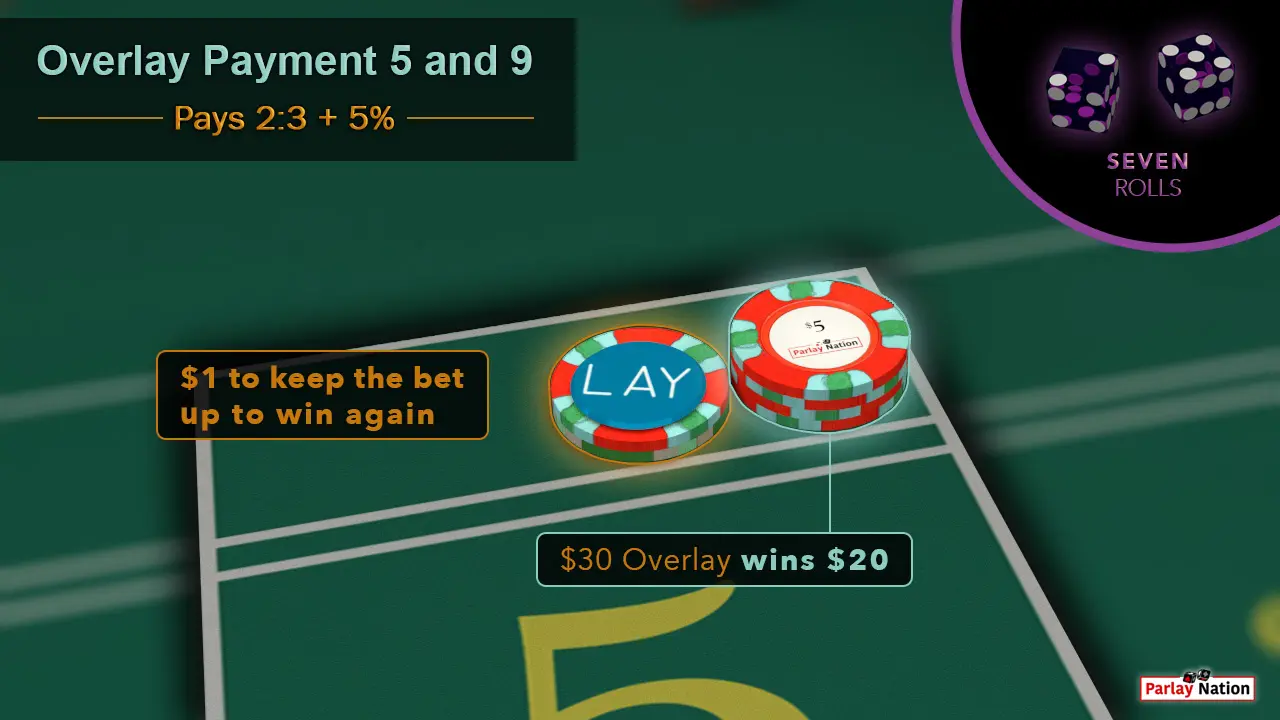 Overlay Payment 5 and 9
Pays 2:3 + 5%
SEVEN
ROLLS
$5
Parlay Nation
LAY
$1 to keep the bet
up to win again
$30 Overlay wins $20
5
Parlay Nation